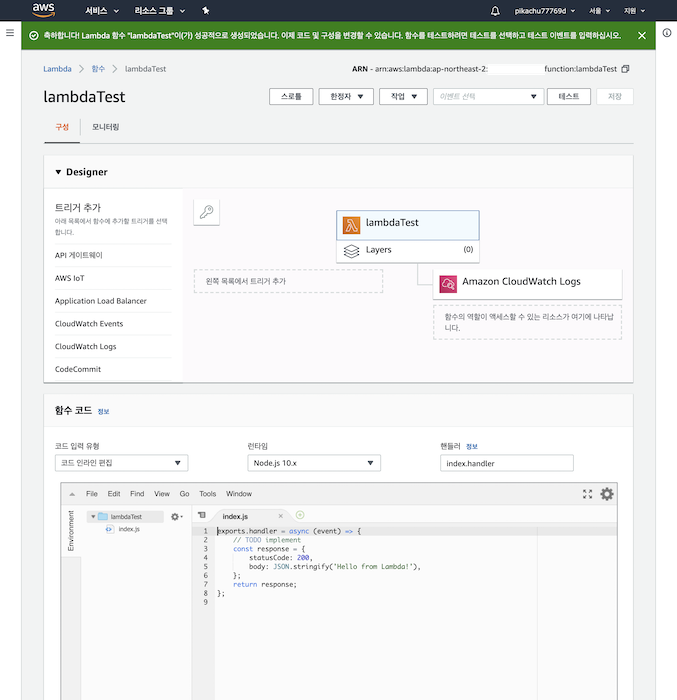 aws
서비스
리소스 그룹
pikachu77769d
서울
지원
축하합니다! Lambda 함수 "lambdaTest"이(가) 성공적으로 생성되었습니다. 이제 코드 및 구성을 변경할 수 있습니다. 함수를 테스트하려면 테스트를 선택하고 테스트 이벤트를 입력하십시오.
Lambda
함수
lambdaTest
ARN - arn:aws:lambda:ap-northeast-2:
function:lambdaTest
lambdaTest
스로틀
한정자
작업
이벤트 선택
테스트
저장
구성
모니터링
Designer
트리거 추가
아래 목록에서 함수에 추가할 트리거를 선택
합니다.
API 게이트웨이
AWS IoT
Application Load Balancer
CloudWatch Events
CloudWatch Logs
CodeCommit
lambdaTest
Layers
(0)
왼쪽 목록에서 트리거 추가
Amazon CloudWatch Logs
함수의 역할이 액세스할 수 있는 리소스가 여기에 나타납
니다.
함수 코드 정보
코드 입력 유형
코드 인라인 편집
런타임
Node.js 10.x
핸들러 정보
index.handler
File Edit Find View Go Tools Window
Environment
lambdaTest
index.js
index.js
1 exports.handler = async (event) => {
2 // TODO implement
3 const response = {
4 statusCode: 200,
5 body: JSON.stringify('Hello from Lambda!'),
6 };
7 return response;
8 };
9